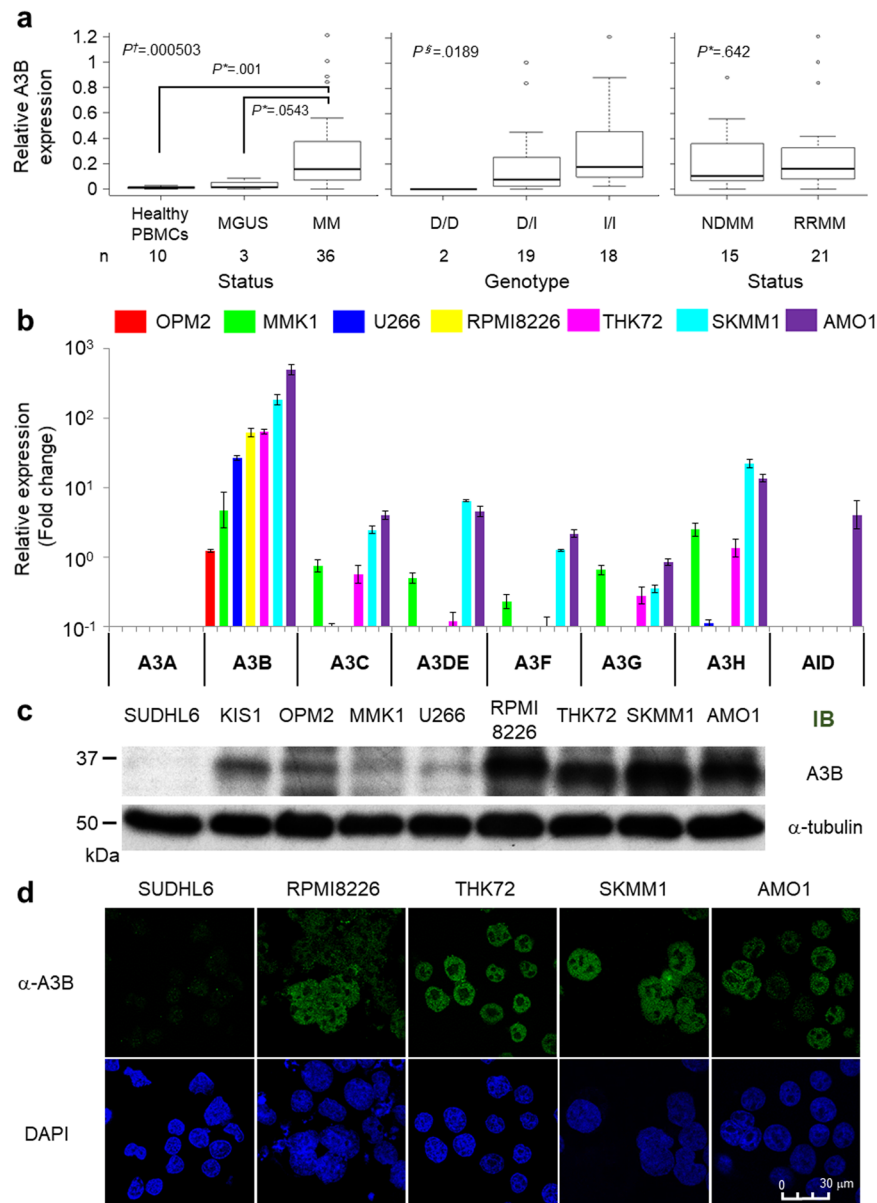 a
Relative A3B expression
1.2
1.0
0.8
0.6
0.4
0.2
0
P†=.000503
P*=.001
P*=.0543
P§=.0189
P*=.642
Healthy PBMCs MGUS MM D/D D/I I/I NDMM RRMM
n 10 3 36 2 19 18 15 21
Status Genotype Status
b
OPM2 MMK1 U266 RPMI8226 THK72 SKMM1 AMO1
Relative expression
(Fold change)
10³
10²
10¹
10⁰
10⁻¹
A3A A3B A3C A3DE A3F A3G A3H AID
c
SUDHL6 KIS1 OPM2 MMK1 U266 RPMI 8226 THK72 SKMM1 AMO1 IB
37 A3B
50 α-tubulin
kDa
d
SUDHL6 RPMI8226 THK72 SKMM1 AMO1
α-A3B
DAPI
0 30 μm